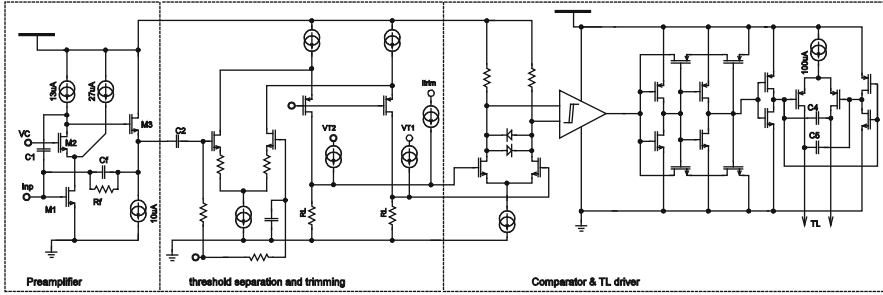 13uA
27uA
M3
VC
M2
C1
Cf
Inp
Rf
M1
10uA
C2
VT2
VT1
Itrim
RL
RL
100uA
C4
C5
TL
Preamplifier
threshold separation and trimming
Comparator & TL driver